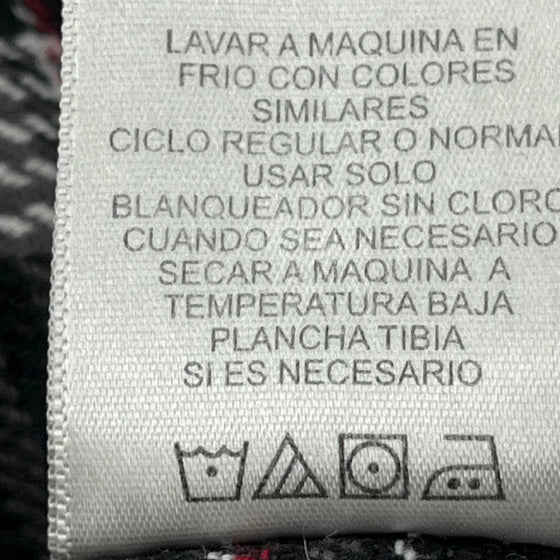 LAVAR A MAQUINA EN
FRIO CON COLORES
SIMILARES
CICLO REGULAR O NORMA
USAR SOLO
BLANQUEADOR SIN CLORO
CUANDO SEA NECESARIO
SECAR A MAQUINA A
TEMPERATURA BAJA
PLANCHA TIBIA
SI ES NECESARIO